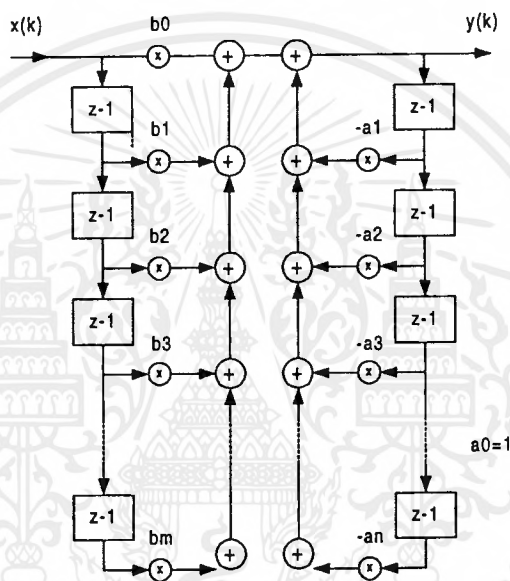 x(k) b0 y(k)
z-1 z-1
b1 -a1
z-1 z-1
b2 -a2
z-1 z-1
b3 -a3
a0=1
z-1 z-1
bm -an